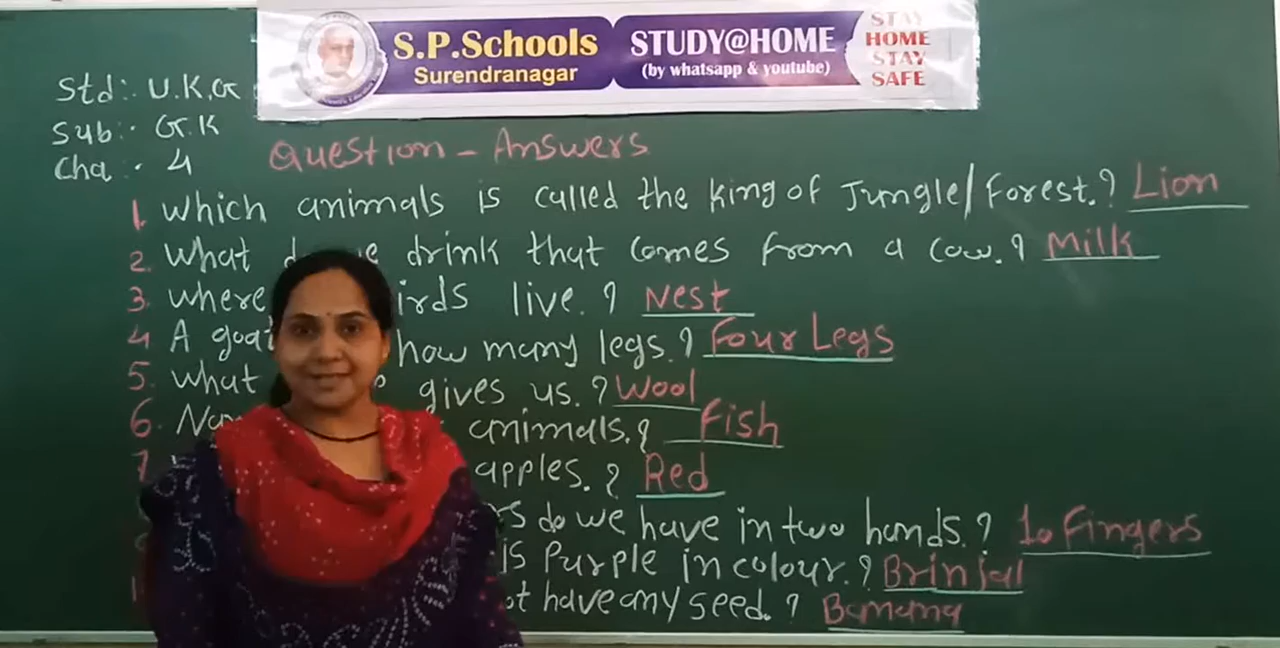 S.P.Schools
Surendranagar
STUDY@HOME
(by whatsapp & youtube)
STAY
HOME
STAY
SAFE
Std:- U.K.G
Sub:- G.K
Cha:- 4
Question - Answers
1. Which animals is called the king of Jungle/Forest.? Lion
2. What drink that comes from a cow.? Milk
3. where live.? Nest
4. A goat how many legs.? Four Legs
5. what gives us.? Wool
6. animals.? Fish
7. apples.? Red
do we have in two hands.? 10 Fingers
is Purple in colour.? Brinjal
have any seed.? Banana